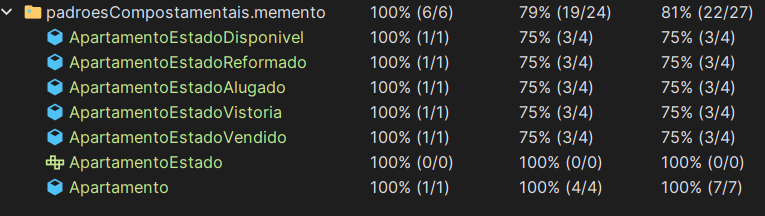 padroesCompostamentais.memento 100% (6/6) 79% (19/24) 81% (22/27)
ApartamentoEstadoDisponivel 100% (1/1) 75% (3/4) 75% (3/4)
ApartamentoEstadoReformado 100% (1/1) 75% (3/4) 75% (3/4)
ApartamentoEstadoAlugado 100% (1/1) 75% (3/4) 75% (3/4)
ApartamentoEstadoVistoria 100% (1/1) 75% (3/4) 75% (3/4)
ApartamentoEstadoVendido 100% (1/1) 75% (3/4) 75% (3/4)
ApartamentoEstado 100% (0/0) 100% (0/0) 100% (0/0)
Apartamento 100% (1/1) 100% (4/4) 100% (7/7)